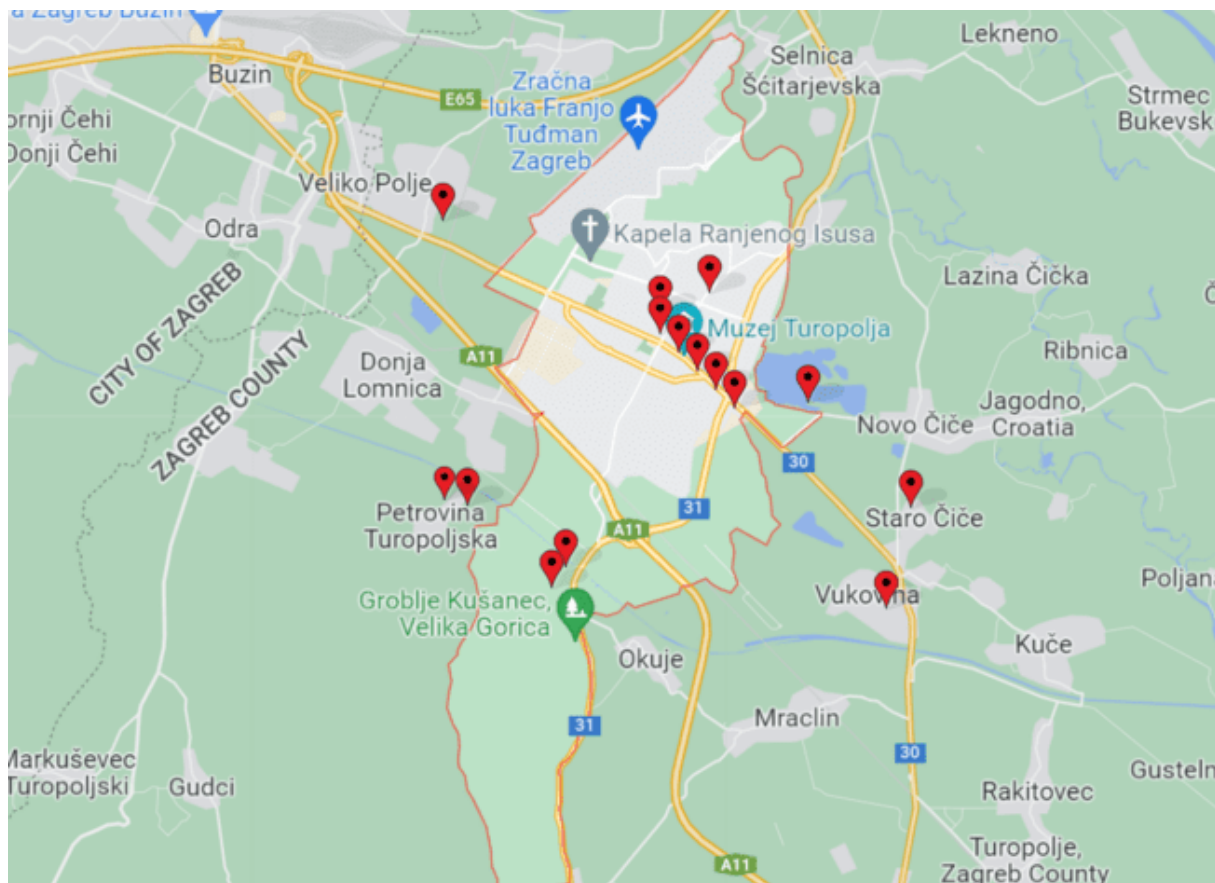 a Zagreb Buzin
Buzin
E65
Selnica
Šćitarjevska
Lekneno
Zračna
luka Franjo
Tuđman
Zagreb
Strmec
Bukevsk
ornji Čehi
Donji Čehi
Veliko Polje
Odra
Kapela Ranjenog Isusa
Lazina Čička
CITY OF ZAGREB
ZAGREB COUNTY
A11
Donja
Lomnica
Muzej Turopolja
Ribnica
Novo Čiče
Jagodno,
Croatia
30
Petrovina
Turopoljska
31
A11
Staro Čiče
Groblje Kušanec,
Velika Gorica
Vukovina
Poljana
Okuje
Kuče
Mraclin
31
30
Markuševec
Turopoljski
Gudci
Rakitovec
Gusteln
A11
Turopolje,
Zagreb County